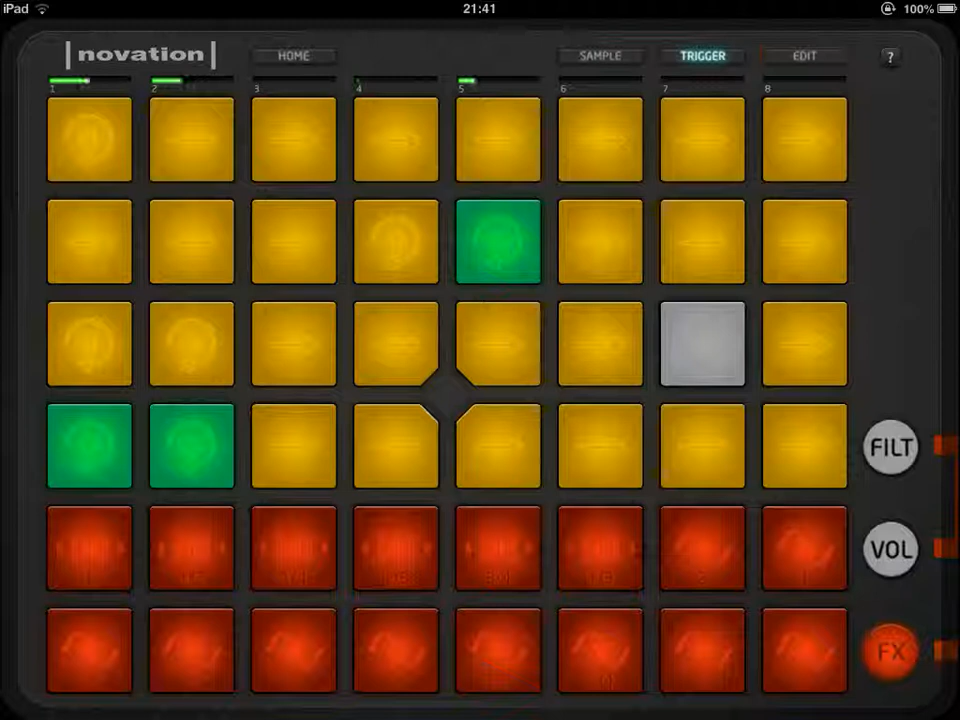 iPad 21:41 100%
|novation| HOME SAMPLE TRIGGER EDIT ?
1 2 3 4 5 6 7 8
FILT
VOL
FX